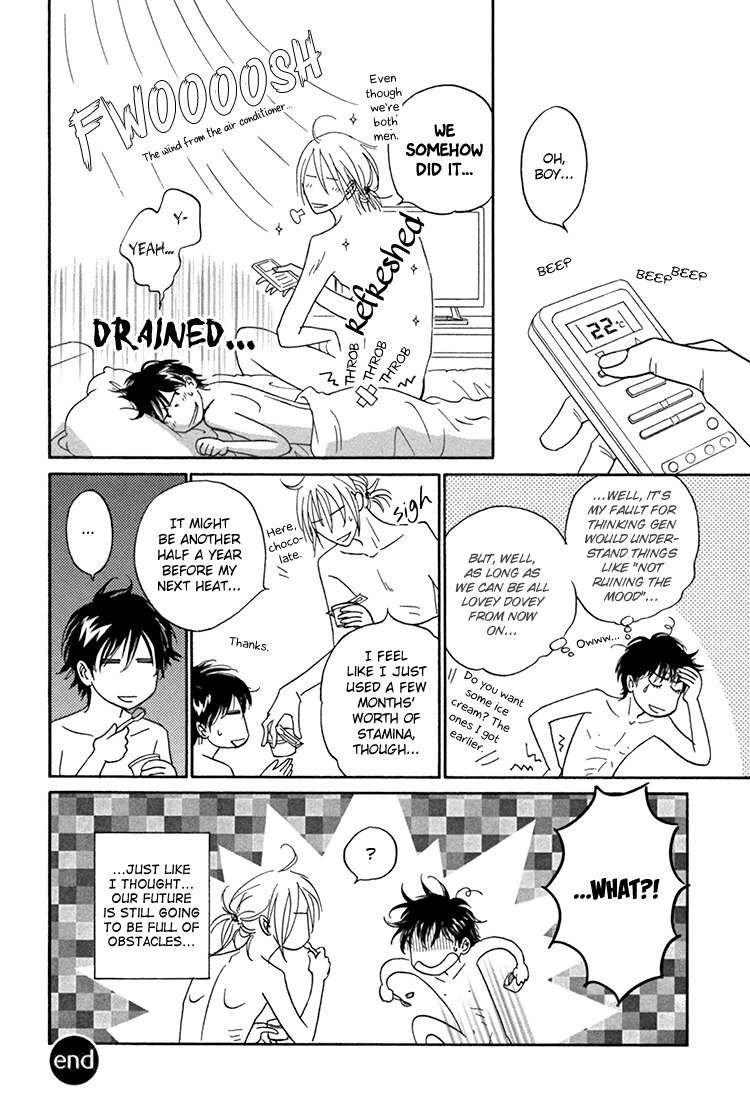 OH,
BOY...
BEEP
BEEP
BEEP
22°C
Even
though
we're
both
men.
WE
SOMEHOW
DID IT...
FWOOOOSH
The wind from the air conditioner...
Refreshed
THROB
THROB
THROB
Y-
YEAH...
DRAINED...
...WELL, IT'S
MY FAULT FOR
THINKING GEN
WOULD UNDER-
STAND THINGS
LIKE "NOT
RUINING THE
MOOD"...
BUT, WELL,
AS LONG AS
WE CAN BE ALL
LOVEY DOVEY
FROM NOW
ON...
Owww...
Do you want
some ice
cream? The
ones I got
earlier.
sigh
Here,
choco-
late.
Thanks.
I FEEL
LIKE I JUST
USED A FEW
MONTHS'
WORTH OF
STAMINA,
THOUGH...
IT MIGHT
BE ANOTHER
HALF A YEAR
BEFORE MY
NEXT HEAT...
...
...WHAT?!
?
...JUST LIKE
I THOUGHT...
OUR FUTURE
IS STILL GOING
TO BE FULL OF
OBSTACLES...
end